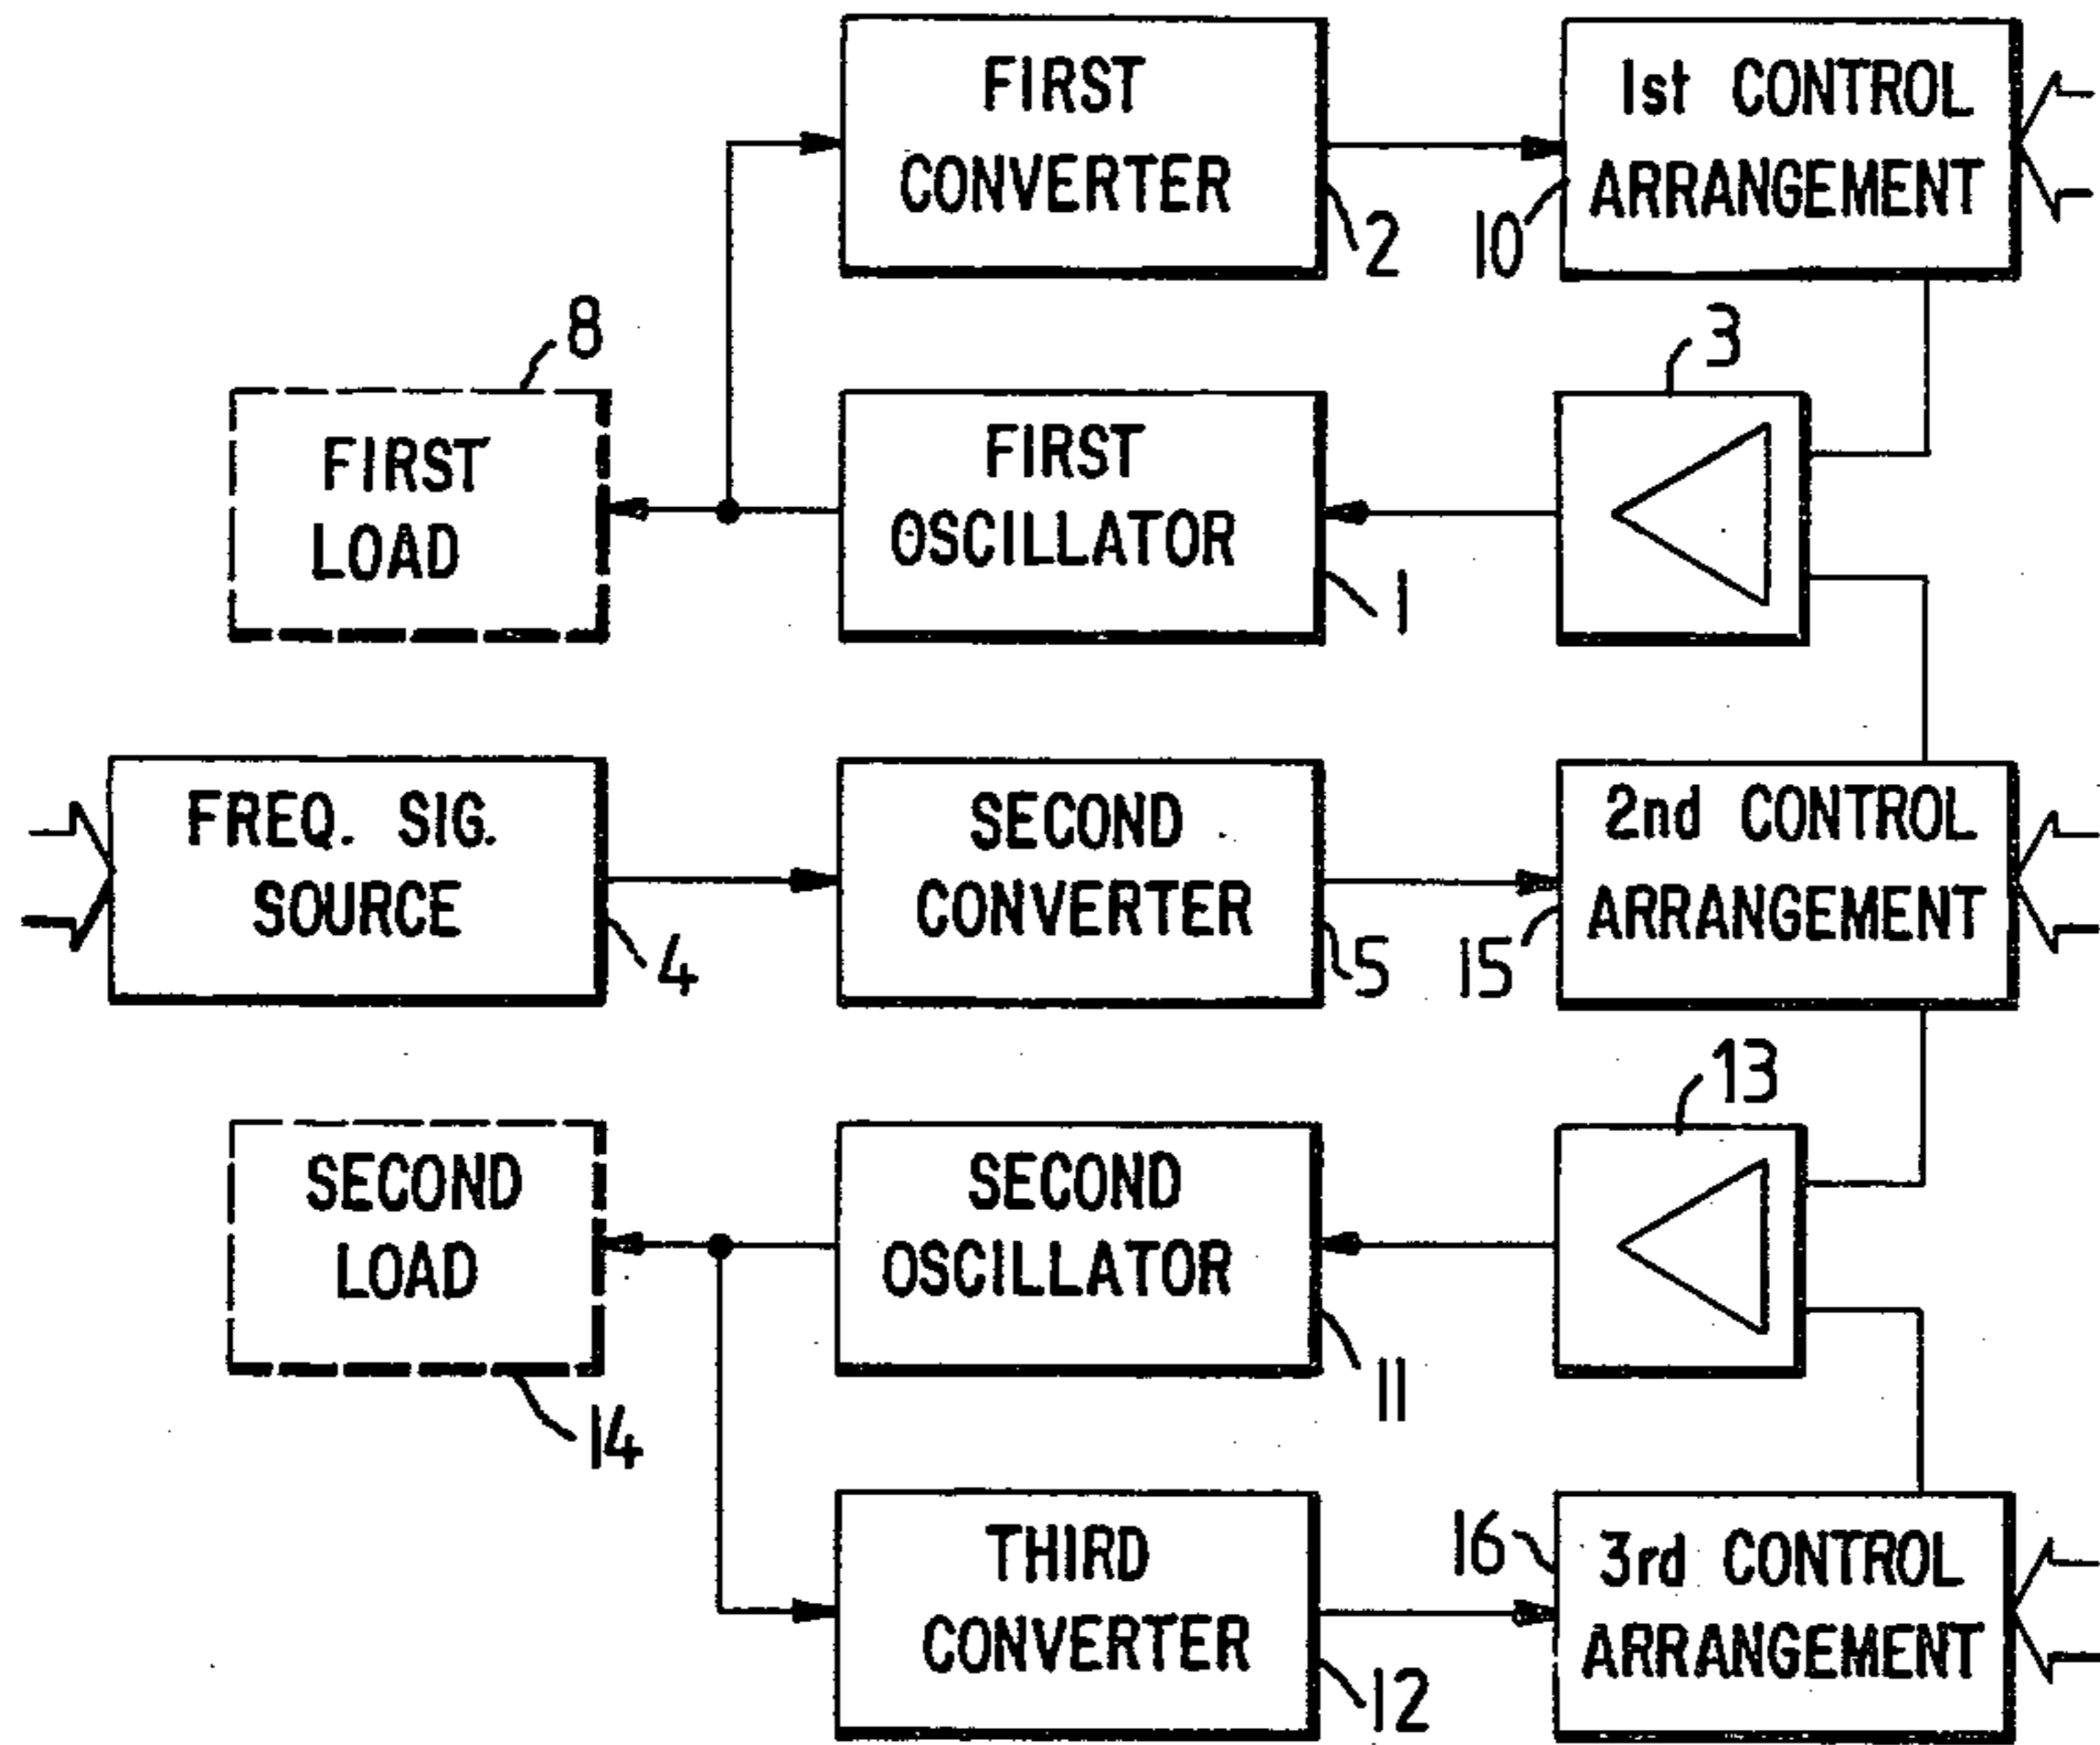 FIRST
CONVERTER
2
1st CONTROL
ARRANGEMENT
10
8
FIRST
LOAD
FIRST
OSCILLATOR
1
3
FREQ. SIG.
SOURCE
4
SECOND
CONVERTER
5
2nd CONTROL
ARRANGEMENT
15
13
SECOND
LOAD
14
SECOND
OSCILLATOR
11
THIRD
CONVERTER
12
16
3rd CONTROL
ARRANGEMENT